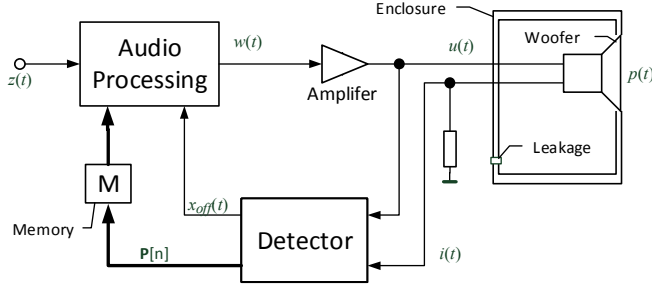 Enclosure
Audio
Processing
w(t)
u(t)
Woofer
z(t)
p(t)
Amplifer
Leakage
M
Memory
x_off(t)
Detector
P[n]
i(t)